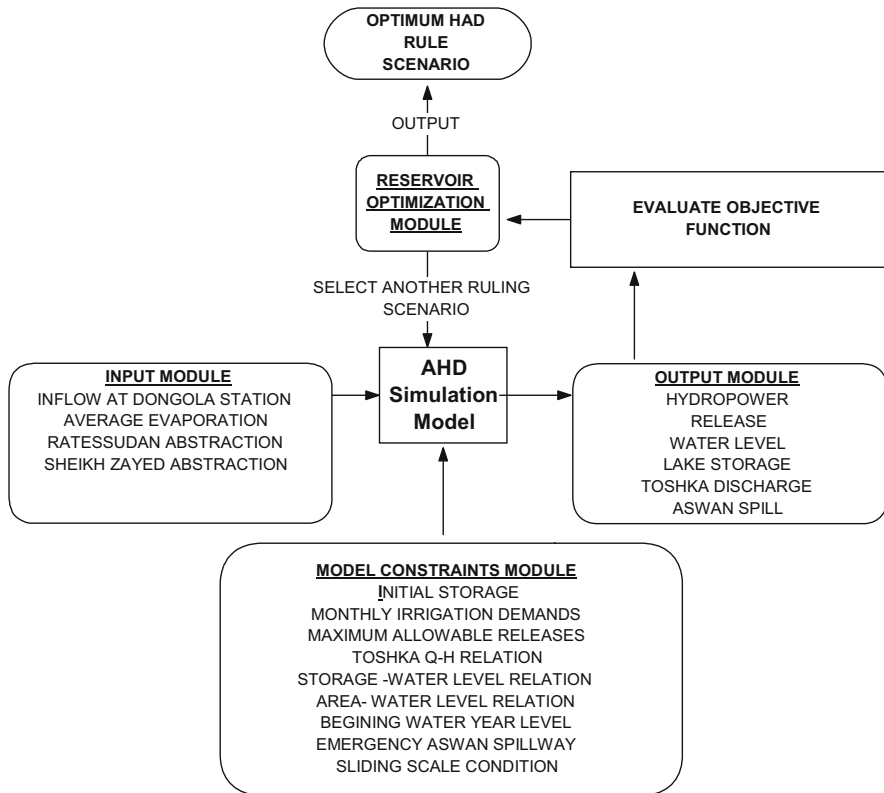 OPTIMUM HAD
RULE
SCENARIO
OUTPUT
RESERVOIR
OPTIMIZATION
MODULE
EVALUATE OBJECTIVE
FUNCTION
SELECT ANOTHER RULING
SCENARIO
AHD
Simulation
Model
INPUT MODULE
INFLOW AT DONGOLA STATION
AVERAGE EVAPORATION
RATESSUDAN ABSTRACTION
SHEIKH ZAYED ABSTRACTION
OUTPUT MODULE
HYDROPOWER
RELEASE
WATER LEVEL
LAKE STORAGE
TOSHKA DISCHARGE
ASWAN SPILL
MODEL CONSTRAINTS MODULE
INITIAL STORAGE
MONTHLY IRRIGATION DEMANDS
MAXIMUM ALLOWABLE RELEASES
TOSHKA Q-H RELATION
STORAGE -WATER LEVEL RELATION
AREA- WATER LEVEL RELATION
BEGINING WATER YEAR LEVEL
EMERGENCY ASWAN SPILLWAY
SLIDING SCALE CONDITION